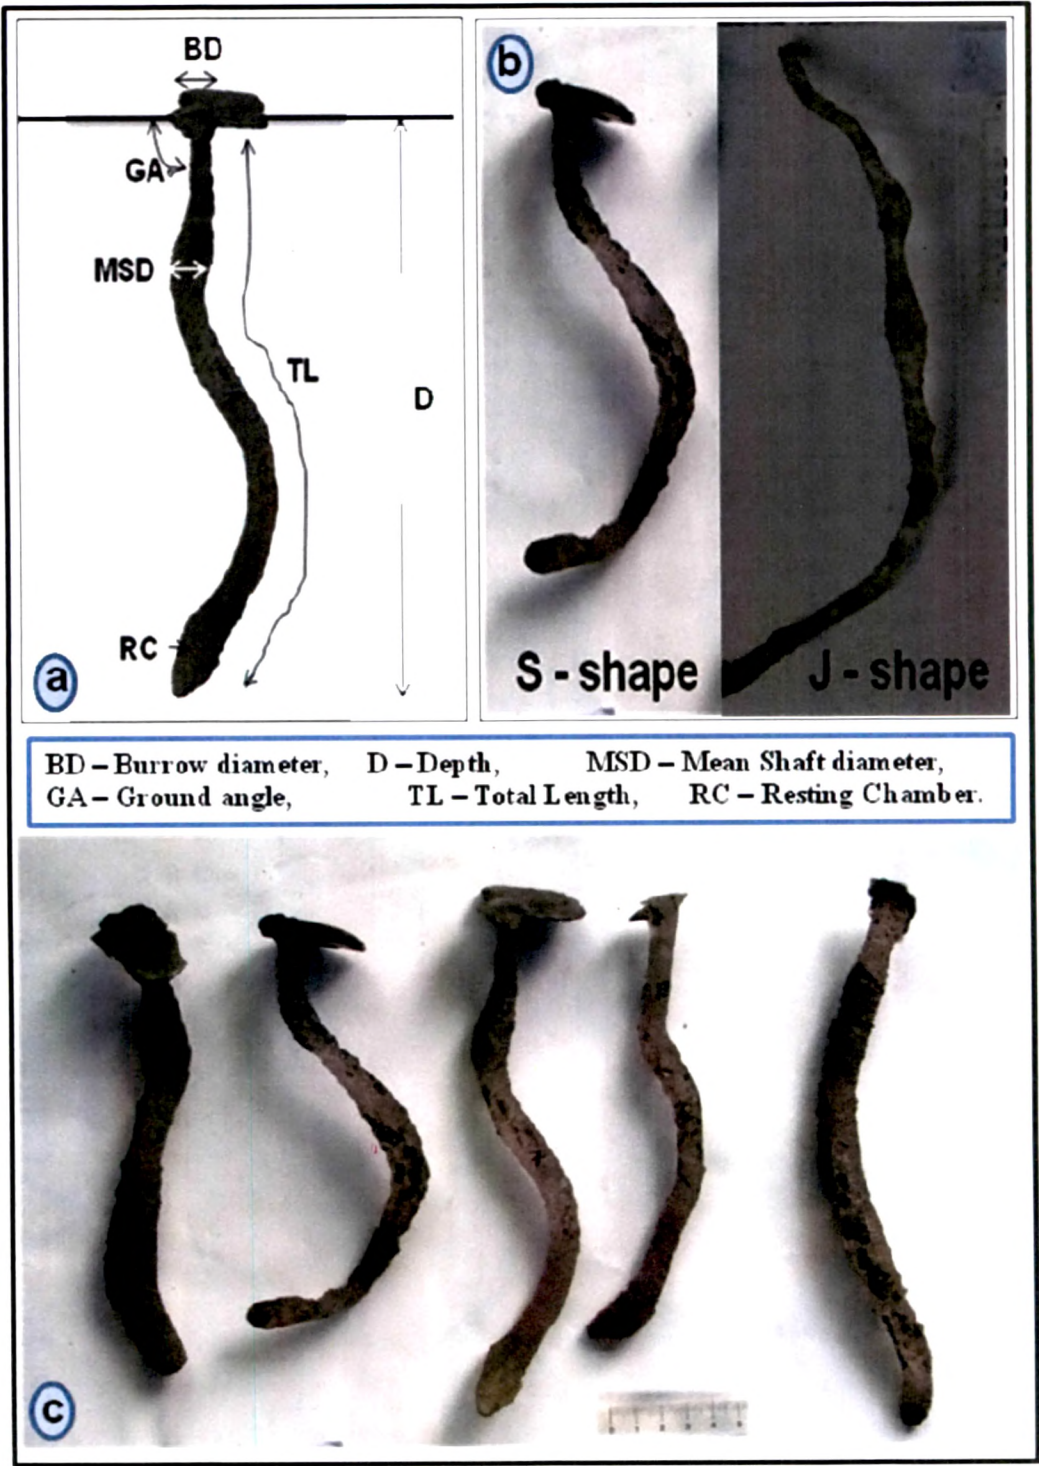 BD
GA
MSD
TL
D
RC
a
b
S - shape
J - shape
BD – Burrow diameter, D – Depth, MSD – Mean Shaft diameter,
GA – Ground angle, TL – Total Length, RC – Resting Chamber.
c